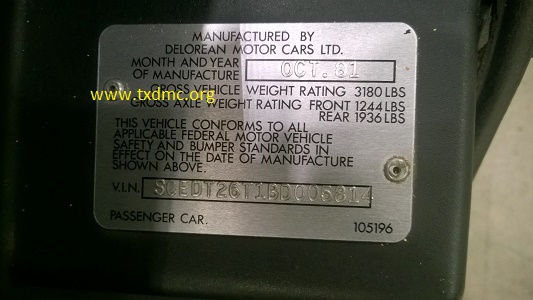 MANUFACTURED BY
DELOREAN MOTOR CARS LTD.
MONTH AND YEAR
OF MANUFACTURE OCT. 81
GROSS VEHICLE WEIGHT RATING 3180 LBS
www.txdmc.org
GROSS AXLE WEIGHT RATING FRONT 1244 LBS
REAR 1936 LBS
THIS VEHICLE CONFORMS TO ALL
APPLICABLE FEDERAL MOTOR VEHICLE
SAFETY AND BUMPER STANDARDS IN
EFFECT ON THE DATE OF MANUFACTURE
SHOWN ABOVE.
V.I.N. SCEDT26T1BD006814
PASSENGER CAR. 105196